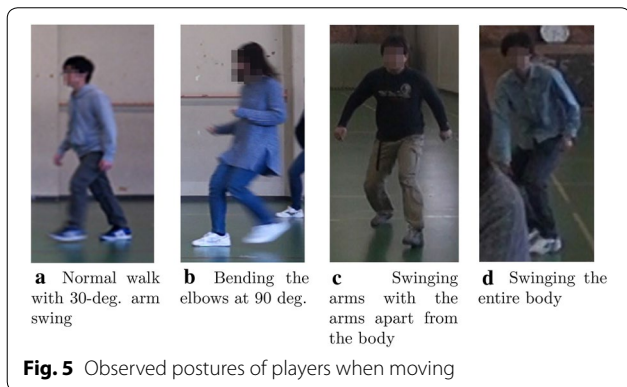 a Normal walk
with 30-deg. arm
swing
b Bending the
elbows at 90 deg.
c Swinging
arms with the
arms apart from
the body
d Swinging the
entire body
Fig. 5 Observed postures of players when moving